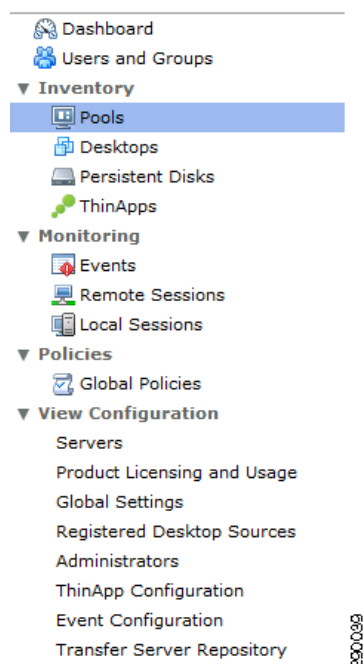 Dashboard
Users and Groups
Inventory
Pools
Desktops
Persistent Disks
ThinApps
Monitoring
Events
Remote Sessions
Local Sessions
Policies
Global Policies
View Configuration
Servers
Product Licensing and Usage
Global Settings
Registered Desktop Sources
Administrators
ThinApp Configuration
Event Configuration
Transfer Server Repository
390039